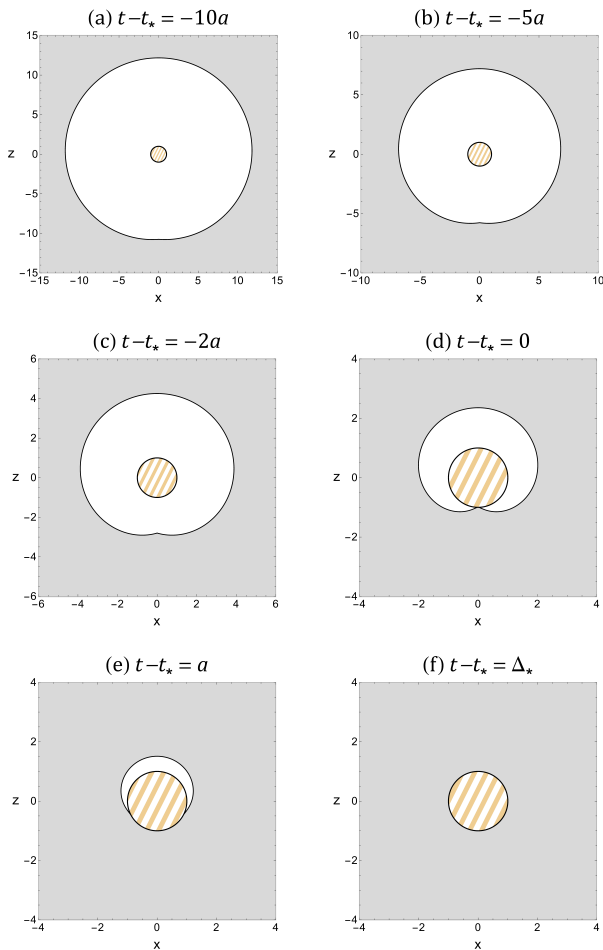 (a) t−t⋆ = −10a
(b) t−t⋆ = −5a
15
10
5
0
−5
−10
−15
z
−15 −10 −5 0 5 10 15
x
10
5
0
−5
−10
z
−10 −5 0 5 10
x
(c) t−t⋆ = −2a
(d) t−t⋆ = 0
6
4
2
0
−2
−4
−6
z
−6 −4 −2 0 2 4 6
x
4
2
0
−2
−4
z
−4 −2 0 2 4
x
(e) t−t⋆ = a
(f) t−t⋆ = Δ⋆
4
2
0
−2
−4
z
−4 −2 0 2 4
x
4
2
0
−2
−4
z
−4 −2 0 2 4
x